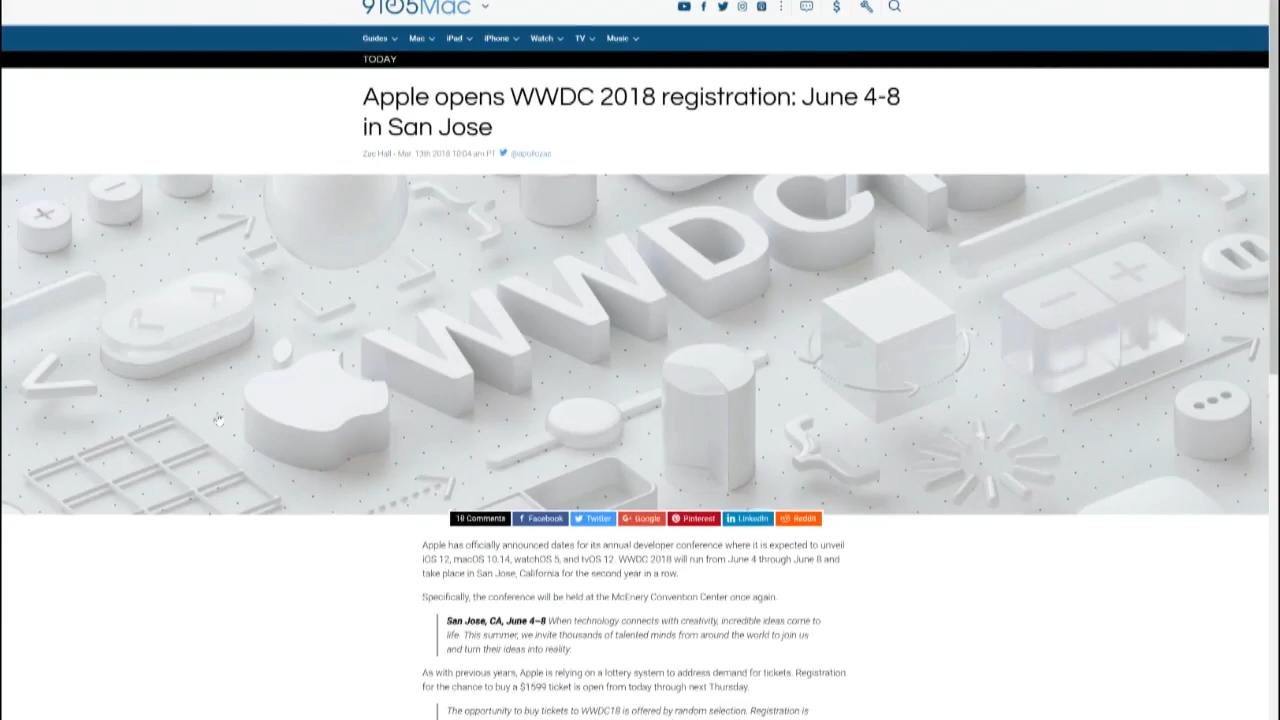 9TO5Mac
Guides Mac iPad iPhone Watch TV Music
TODAY
Apple opens WWDC 2018 registration: June 4-8
in San Jose
Zac Hall - Mar. 13th 2018 10:04 am PT @apollozac
WWDC
18 Comments Facebook Twitter Google Pinterest LinkedIn Reddit
Apple has officially announced dates for its annual developer conference where it is expected to unveil
iOS 12, macOS 10.14, watchOS 5, and tvOS 12. WWDC 2018 will run from June 4 through June 8 and
take place in San Jose, California for the second year in a row.
Specifically, the conference will be held at the McEnery Convention Center once again.
San Jose, CA, June 4–8 When technology connects with creativity, incredible ideas come to
life. This summer, we invite thousands of talented minds from around the world to join us
and turn their ideas into reality.
As with previous years, Apple is relying on a lottery system to address demand for tickets. Registration
for the chance to buy a $1599 ticket is open from today through next Thursday.
The opportunity to buy tickets to WWDC18 is offered by random selection. Registration is